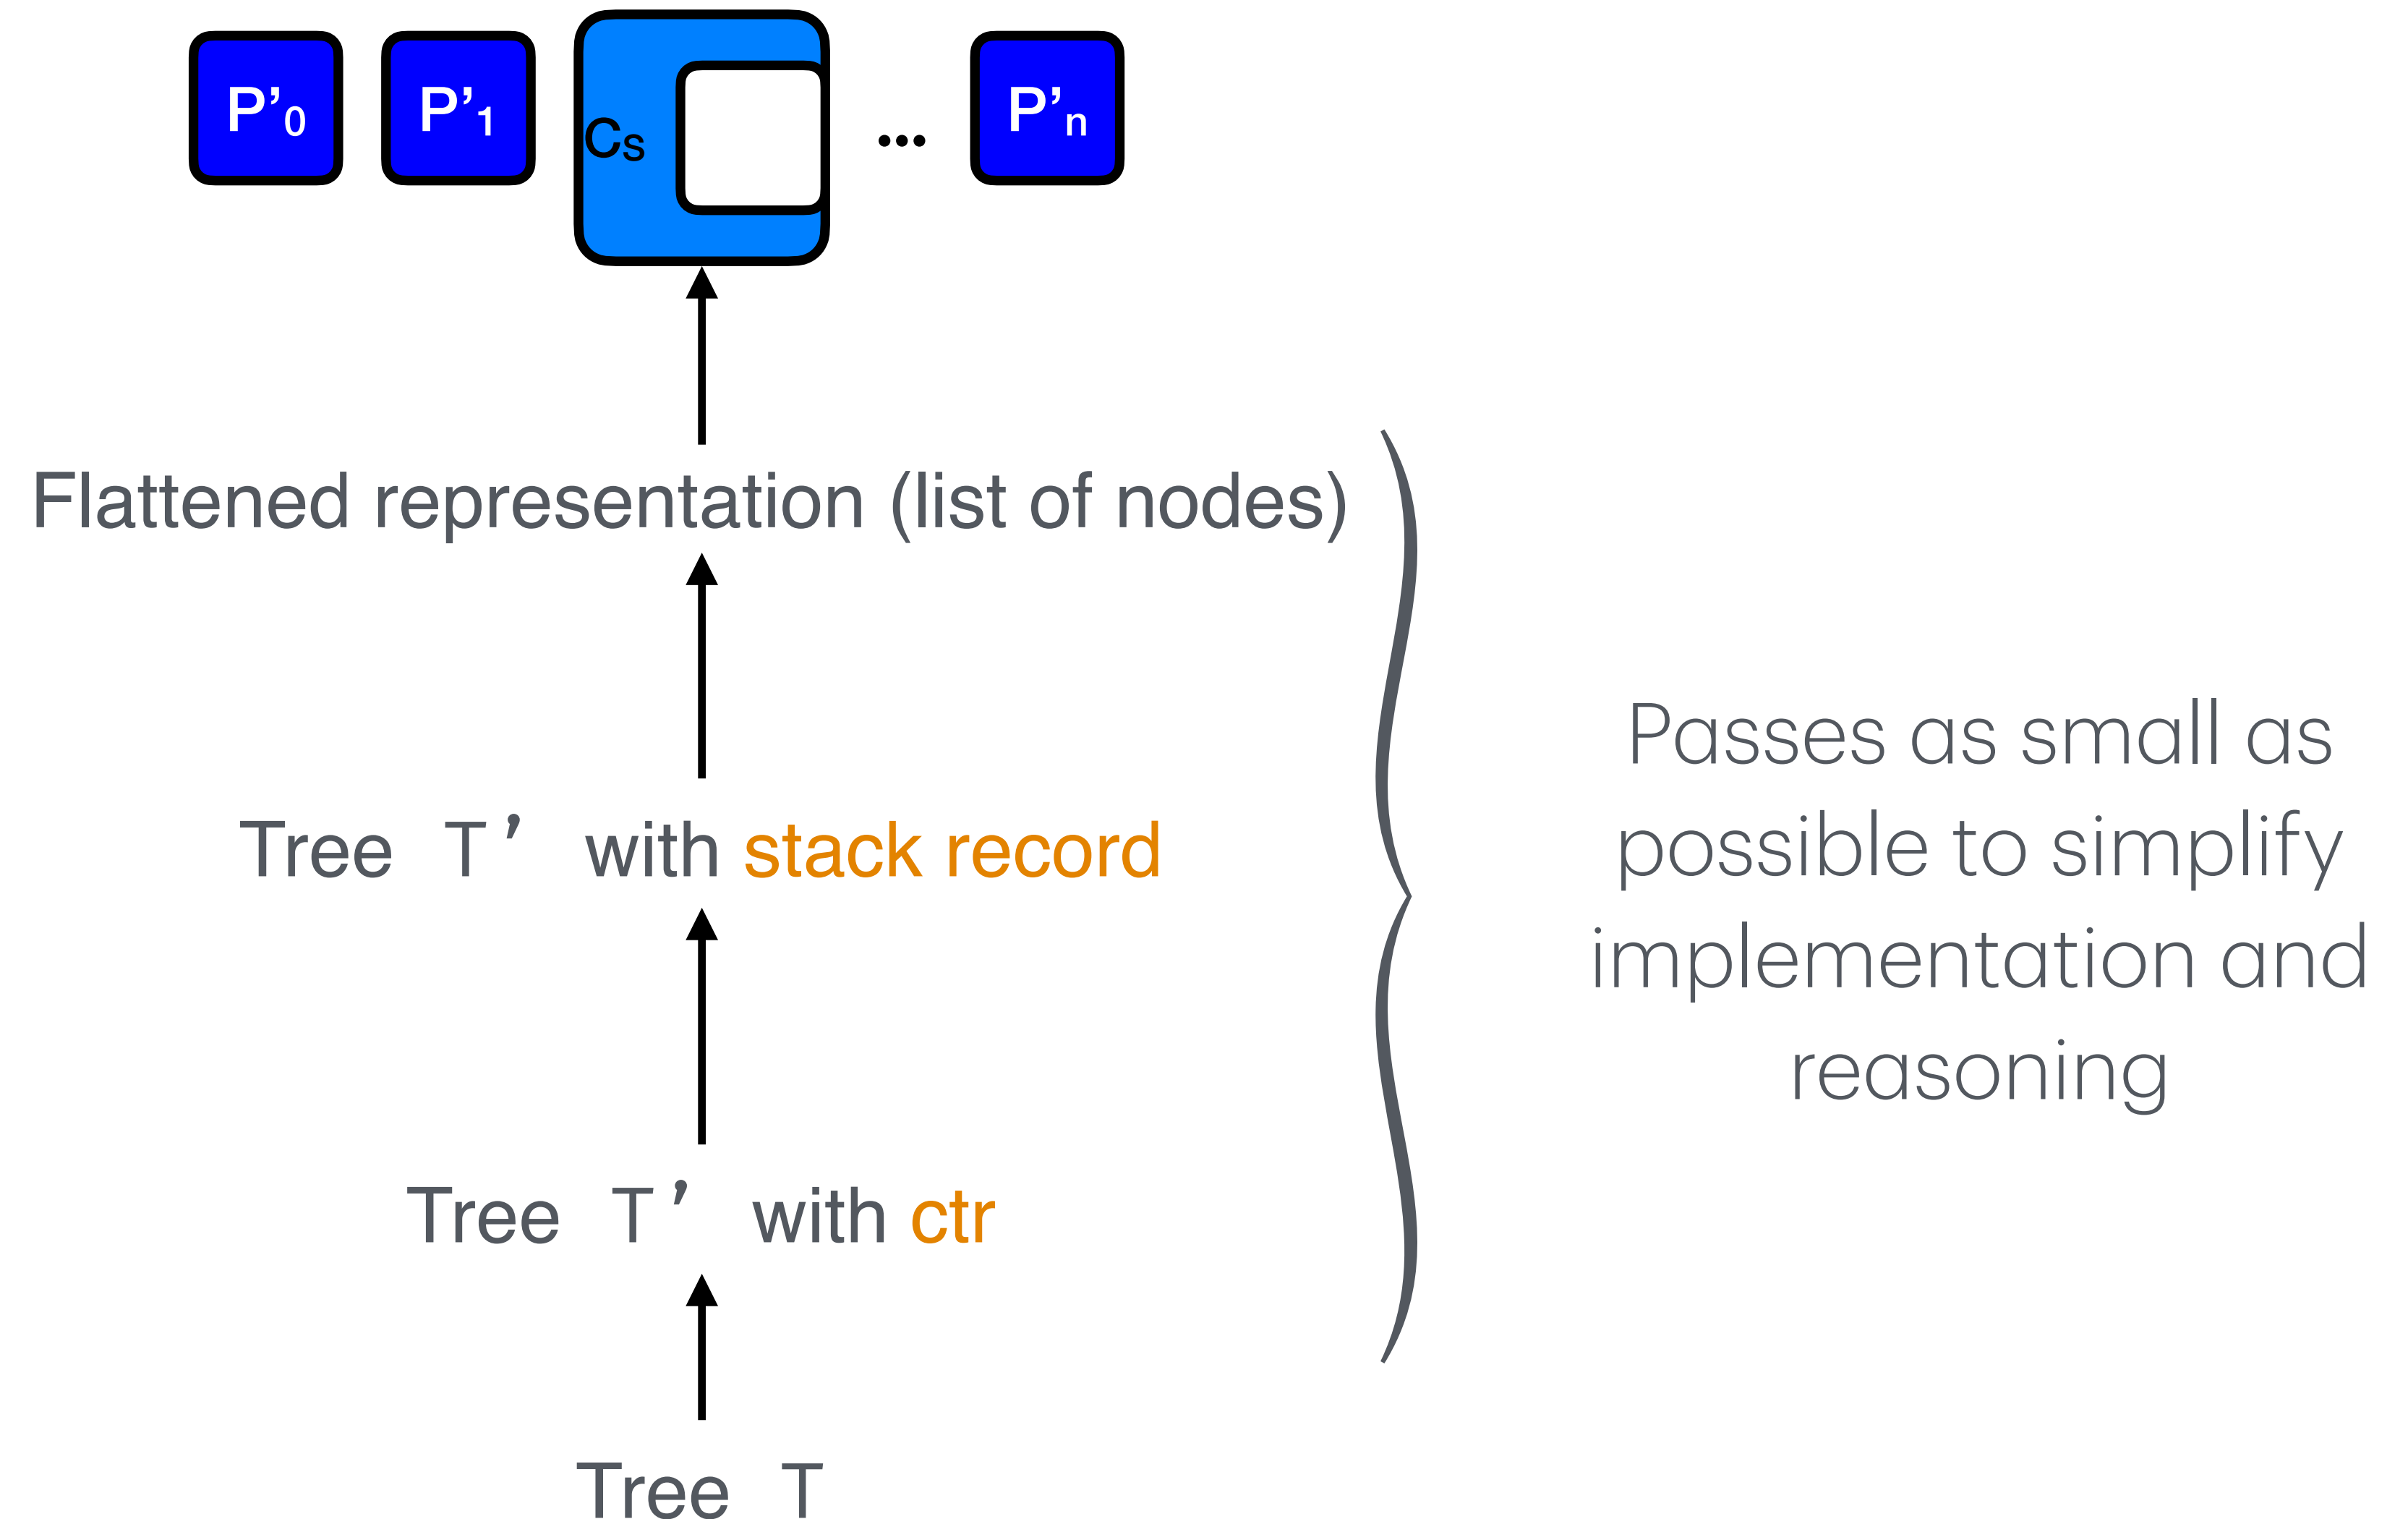 P’0 P’1 Cs ... P’n
Flattened representation (list of nodes)
Tree T’ with stack record
Tree T’ with ctr
Tree T
Passes as small as
possible to simplify
implementation and
reasoning